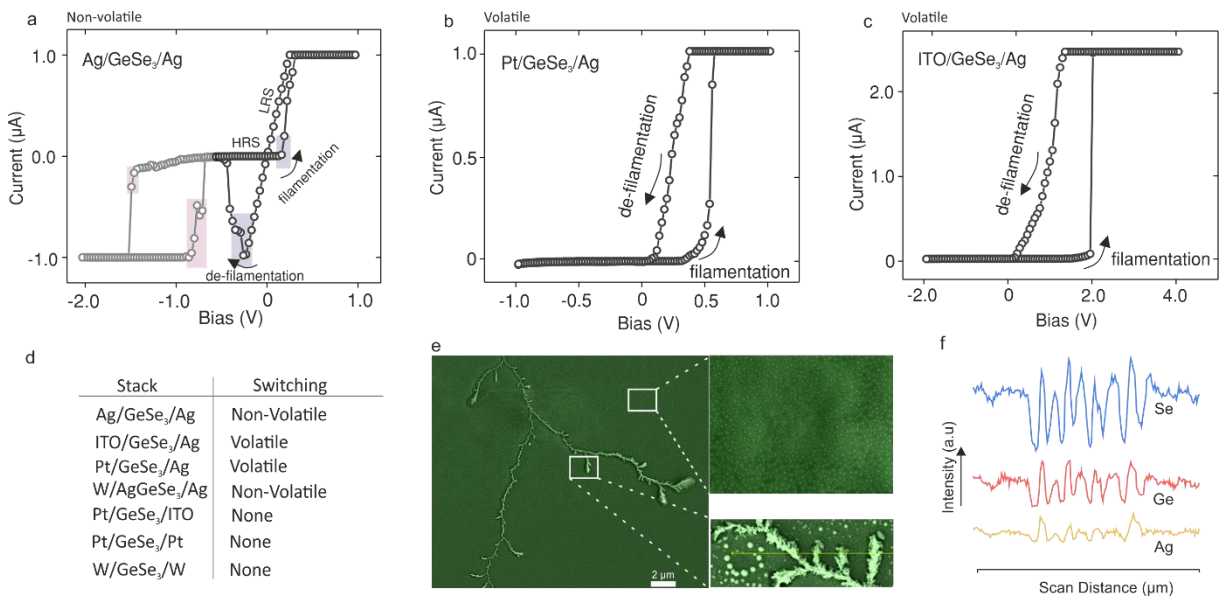 a
Non-volatile
Ag/GeSe₃/Ag
1.0
0.0
-1.0
Current (µA)
LRS
HRS
filamentation
de-filamentation
-2.0 -1.0 0 1.0
Bias (V)
b
Volatile
Pt/GeSe₃/Ag
1.0
0.5
0
Current (µA)
de-filamentation
filamentation
-1.0 -0.5 0 0.5 1.0
Bias (V)
c
Volatile
ITO/GeSe₃/Ag
2.0
1.0
0
Current (µA)
de-filamentation
filamentation
-2.0 0 2.0 4.0
Bias (V)
d
Stack Switching
Ag/GeSe₃/Ag Non-Volatile
ITO/GeSe₃/Ag Volatile
Pt/GeSe₃/Ag Volatile
W/AgGeSe₃/Ag Non-Volatile
Pt/GeSe₃/ITO None
Pt/GeSe₃/Pt None
W/GeSe₃/W None
e
2 µm
f
Intensity (a.u)
Se
Ge
Ag
Scan Distance (µm)